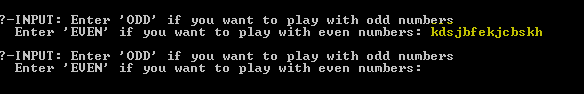 ?-INPUT: Enter 'ODD' if you want to play with odd numbers
Enter 'EVEN' if you want to play with even numbers: kdsjbfekjcbskh
?-INPUT: Enter 'ODD' if you want to play with odd numbers
Enter 'EVEN' if you want to play with even numbers: